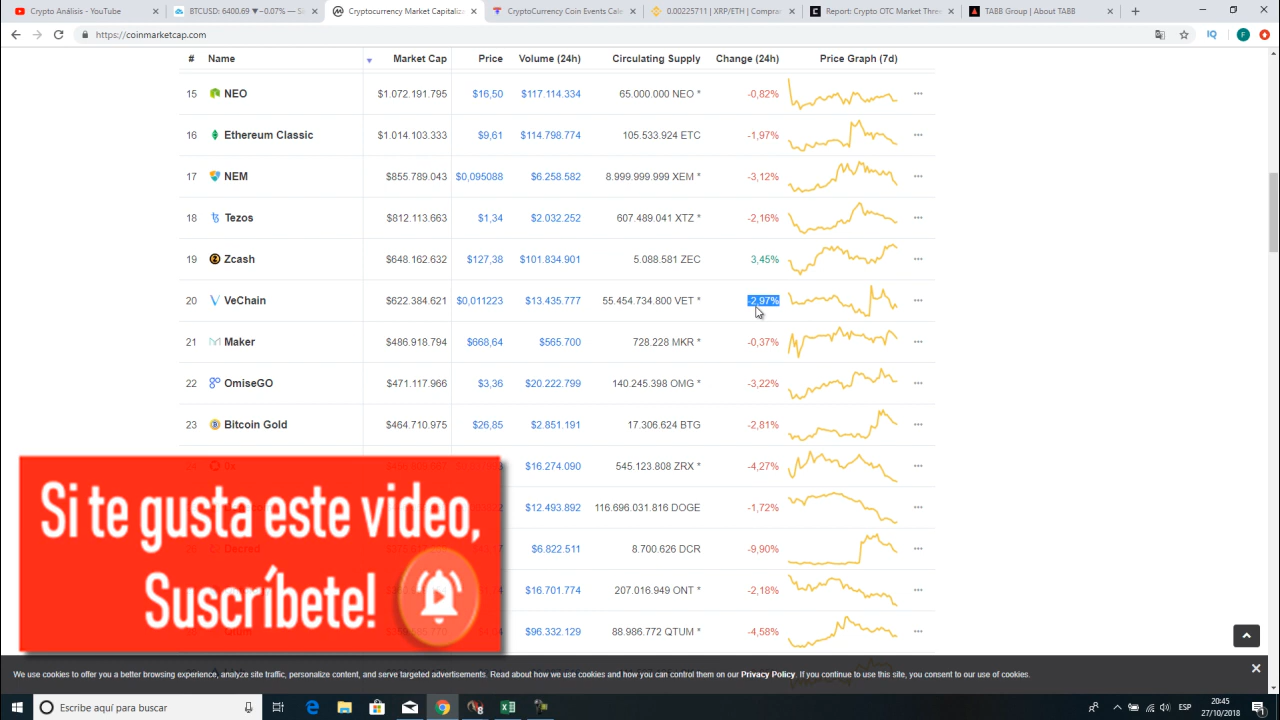 Crypto Análisis - YouTube
BTCUSD: 6400.69 ▼−0.07% — S
Cryptocurrency Market Capitaliza
CryptoCurrency Coin Events Cale
0.00225711 | XRP/ETH | Compran
Report: Crypto OTC Market Thres
TABB Group | About TABB
https://coinmarketcap.com
# Name Market Cap Price Volume (24h) Circulating Supply Change (24h) Price Graph (7d)
15 NEO $1.072.191.795 $16,50 $117.114.334 65.000.000 NEO * -0,82%
16 Ethereum Classic $1.014.103.333 $9,61 $114.798.774 105.533.924 ETC -1,97%
17 NEM $855.789.043 $0,095088 $6.258.582 8.999.999.999 XEM * -3,12%
18 Tezos $812.113.663 $1,34 $2.032.252 607.489.041 XTZ * -2,16%
19 Zcash $648.162.632 $127,38 $101.834.901 5.088.581 ZEC 3,45%
20 VeChain $622.384.621 $0,011223 $13.435.777 55.454.734.800 VET * -2,97%
21 Maker $486.918.794 $668,64 $565.700 728.228 MKR * -0,37%
22 OmiseGO $471.117.966 $3,36 $20.222.799 140.245.398 OMG * -3,22%
23 Bitcoin Gold $464.710.975 $26,85 $2.851.191 17.306.624 BTG -2,81%
0x $16.274.090 545.123.808 ZRX * -4,27%
$12.493.892 116.696.031.816 DOGE -1,72%
Decred $6.822.511 8.700.626 DCR -9,90%
$16.701.774 207.016.949 ONT * -2,18%
Qtum $96.332.129 88.986.772 QTUM * -4,58%
Si te gusta este video,
Suscríbete!
We use cookies to offer you a better browsing experience, analyze site traffic, personalize content, and serve targeted advertisements. Read about how we use cookies and how you can control them on our Privacy Policy. If you continue to use this site, you consent to our use of cookies.
Escribe aquí para buscar
ESP
20:45
27/10/2018